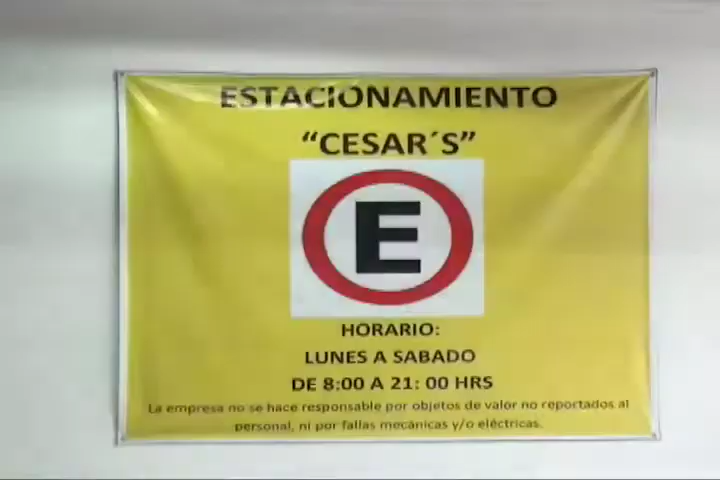 ESTACIONAMIENTO
“CESAR´S”
E
HORARIO:
LUNES A SABADO
DE 8:00 A 21: 00 HRS
La empresa no se hace responsable por objetos de valor no reportados al
personal, ni por fallas mecánicas y/o eléctricas.